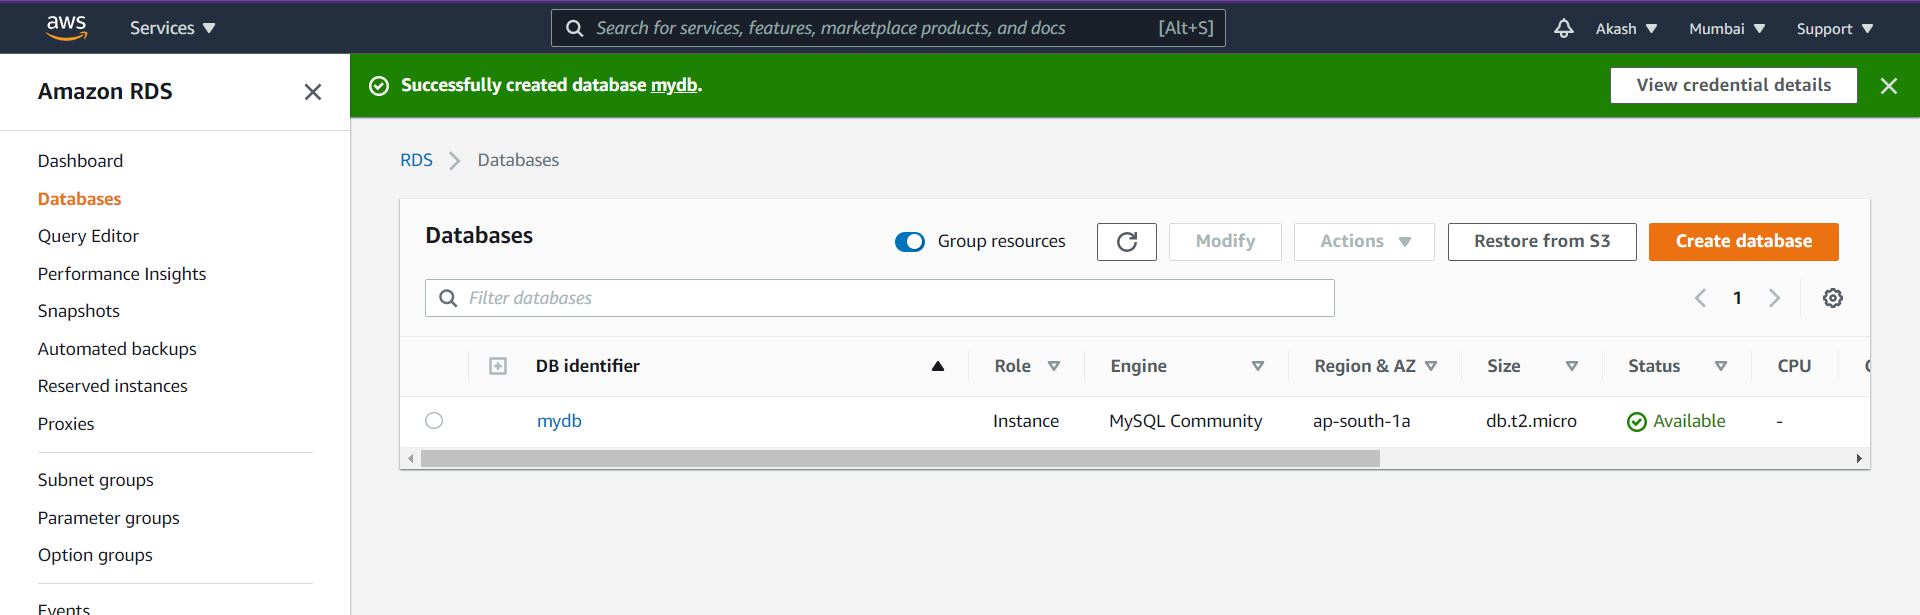 aws
Services
Search for services, features, marketplace products, and docs
[Alt+S]
Akash
Mumbai
Support
Amazon RDS
Dashboard
Databases
Query Editor
Performance Insights
Snapshots
Automated backups
Reserved instances
Proxies
Subnet groups
Parameter groups
Option groups
Events
Successfully created database mydb.
View credential details
RDS > Databases
Databases
Group resources
Modify
Actions
Restore from S3
Create database
Filter databases
1
DB identifier Role Engine Region & AZ Size Status CPU
mydb Instance MySQL Community ap-south-1a db.t2.micro Available -